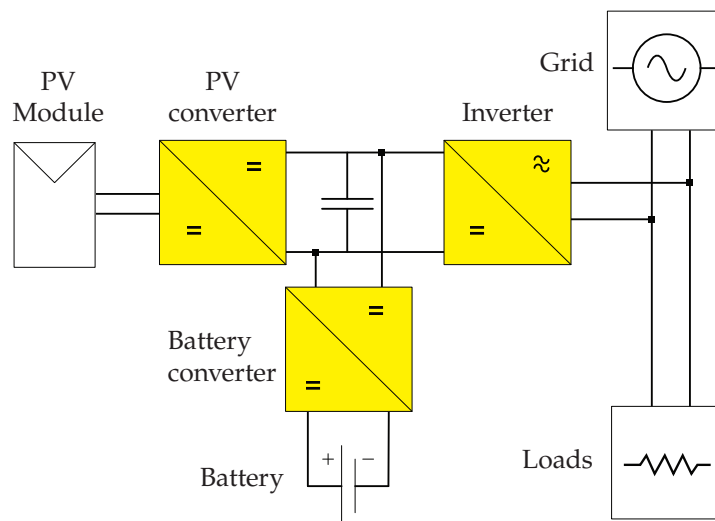 Grid
PV
Module
PV
converter
Inverter
Battery
converter
+ −
Battery
Loads